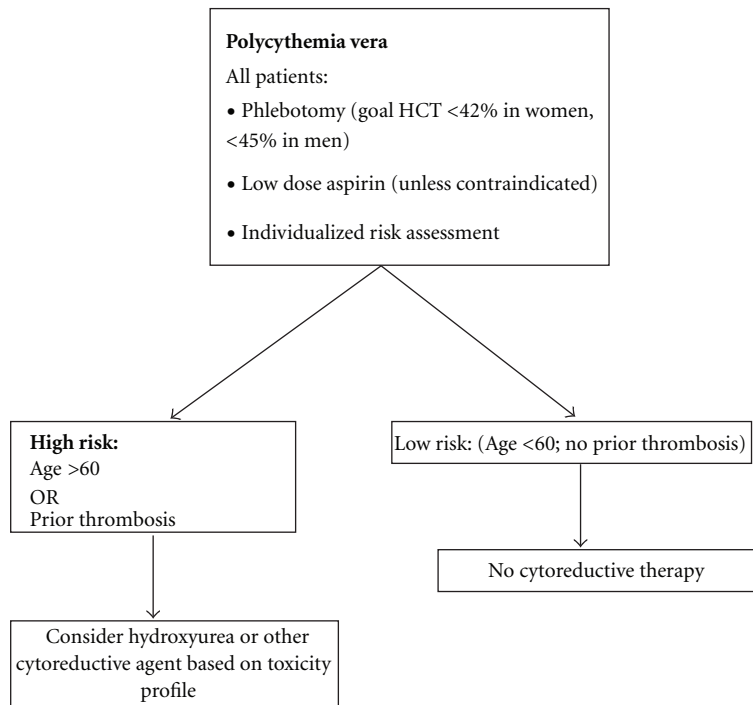 Polycythemia vera
All patients:
• Phlebotomy (goal HCT <42% in women,
<45% in men)
• Low dose aspirin (unless contraindicated)
• Individualized risk assessment
High risk:
Age >60
OR
Prior thrombosis
Low risk: (Age <60; no prior thrombosis)
No cytoreductive therapy
Consider hydroxyurea or other
cytoreductive agent based on toxicity
profile